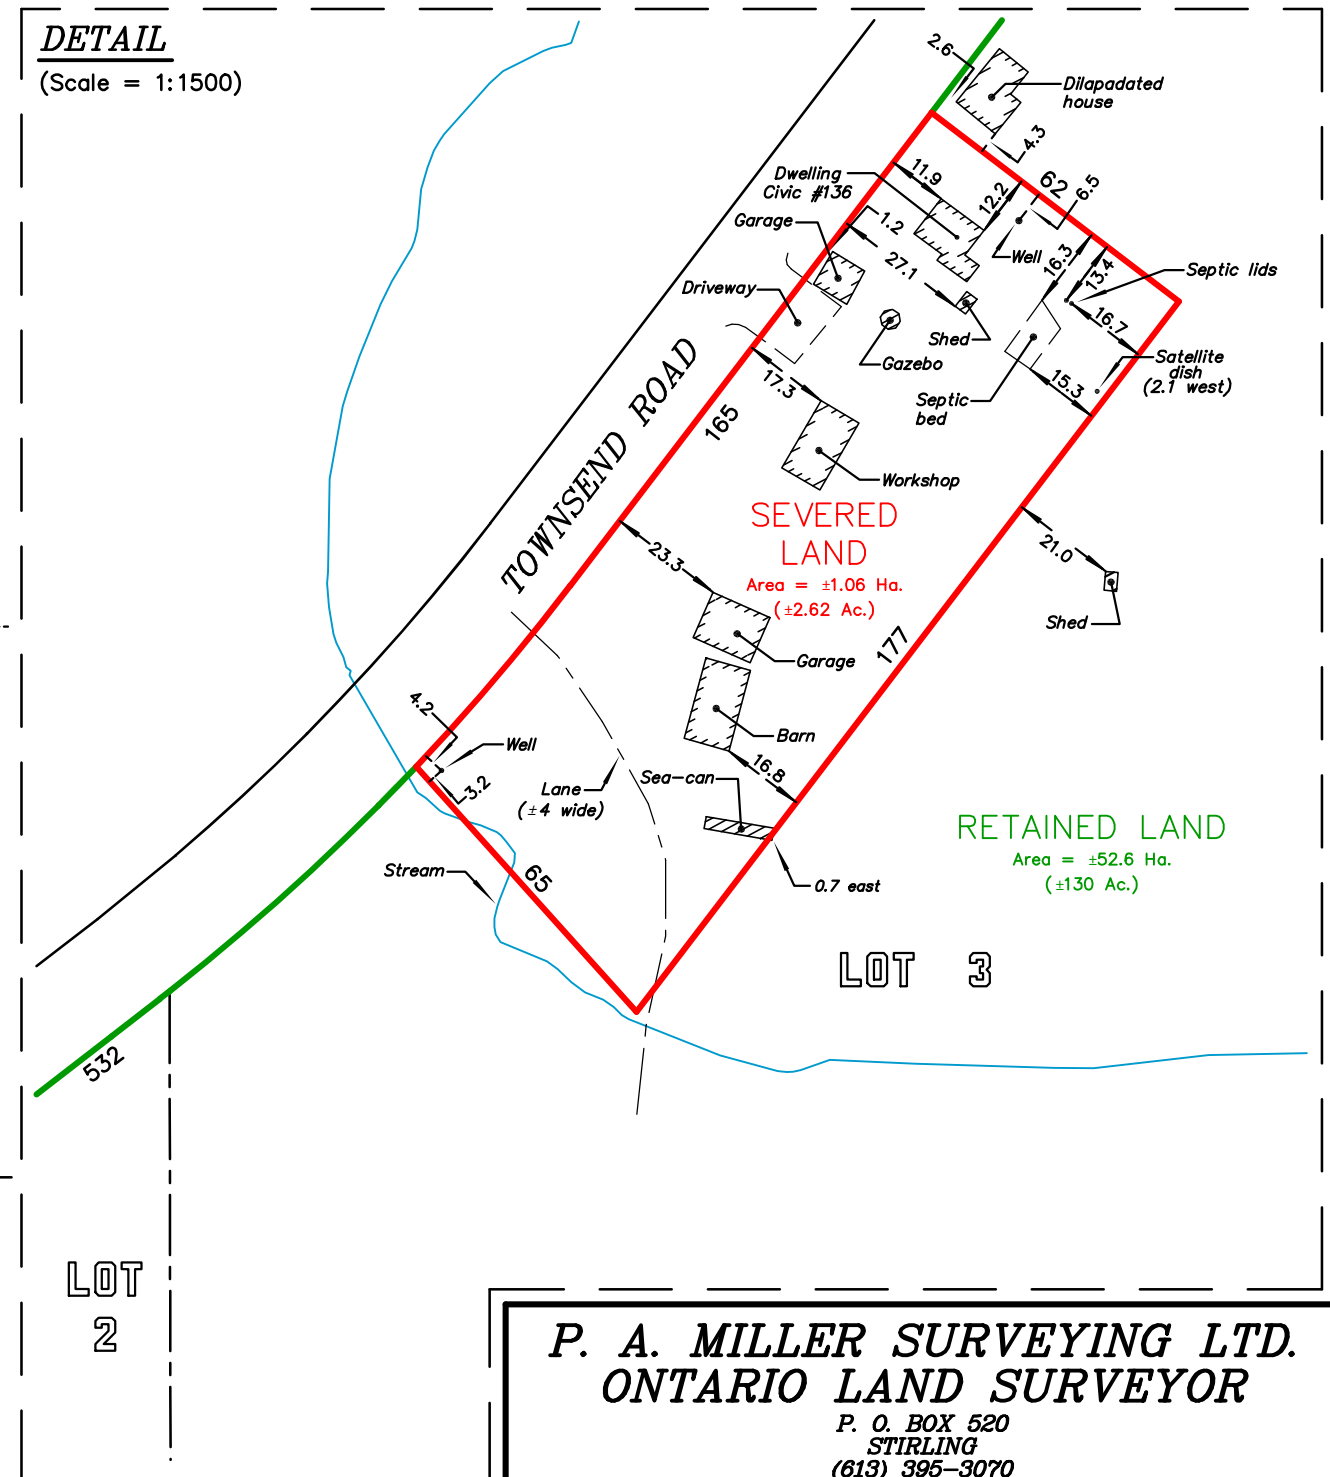 DETAIL
(Scale = 1:1500)
2.6
Dilapadated
house
4.3
62
6.5
11.9
12.2
Dwelling
Civic #136
Garage
1.2
27.1
Well
16.3
13.4
Septic lids
Driveway
16.7
Shed
Gazebo
Satellite
dish
(2.1 west)
17.3
15.3
Septic
bed
165
TOWNSEND ROAD
Workshop
SEVERED
LAND
Area = ±1.06 Ha.
(±2.62 Ac.)
23.3
21.0
Shed
177
Garage
4.2
Well
Barn
16.8
3.2
Lane
(±4 wide)
Sea-can
Stream
65
0.7 east
RETAINED LAND
Area = ±52.6 Ha.
(±130 Ac.)
LOT 3
532
LOT
2
P. A. MILLER SURVEYING LTD.
ONTARIO LAND SURVEYOR
P. O. BOX 520
STIRLING
(613) 395-3070